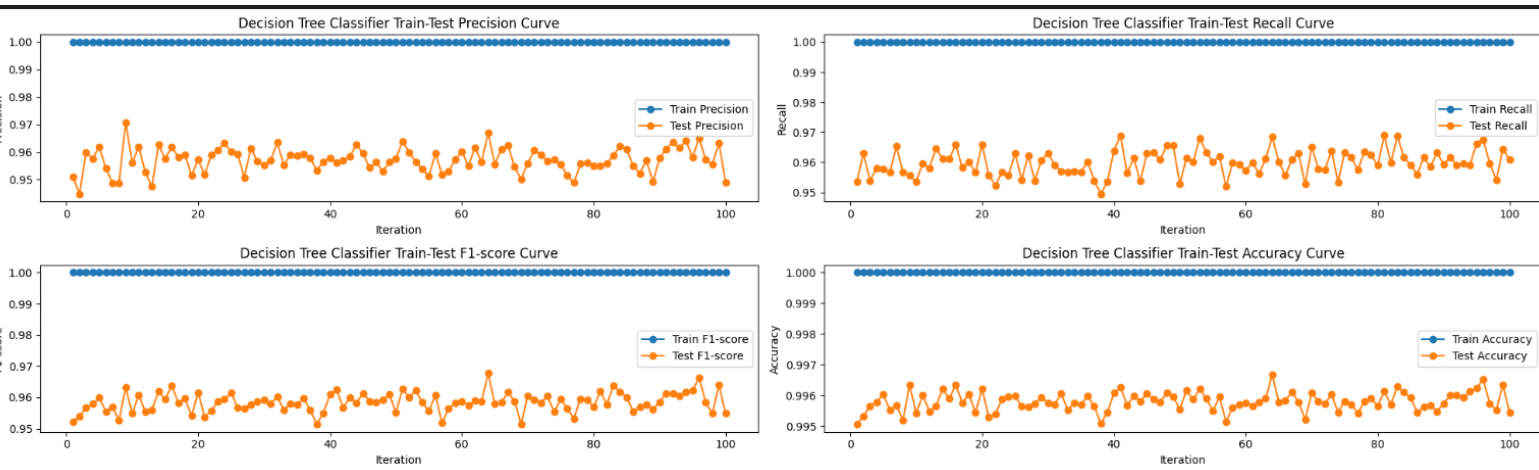 Decision Tree Classifier Train-Test Precision Curve
1.00
0.99
0.98
0.97
0.96
0.95
Train Precision
Test Precision
0 20 40 60 80 100
Iteration
Decision Tree Classifier Train-Test Recall Curve
Recall
1.00
0.99
0.98
0.97
0.96
0.95
Train Recall
Test Recall
0 20 40 60 80 100
Iteration
Decision Tree Classifier Train-Test F1-score Curve
1.00
0.99
0.98
0.97
0.96
0.95
Train F1-score
Test F1-score
0 20 40 60 80 100
Iteration
Decision Tree Classifier Train-Test Accuracy Curve
Accuracy
1.000
0.999
0.998
0.997
0.996
0.995
Train Accuracy
Test Accuracy
0 20 40 60 80 100
Iteration